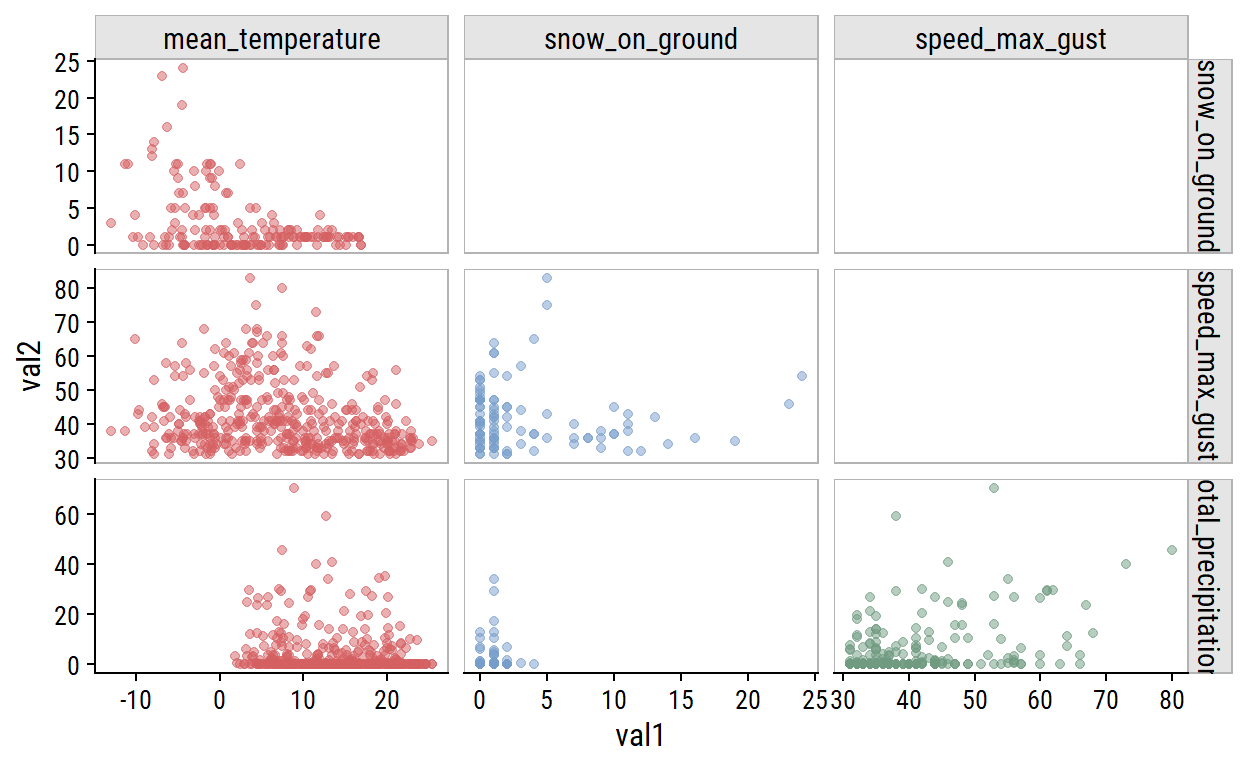 mean_temperature snow_on_ground speed_max_gust
25
20
15
10
5
0
snow_on_ground
val2
80
70
60
50
40
30
speed_max_gust
60
40
20
0
otal_precipitation
-10 0 10 20 0 5 10 15 20 25 30 40 50 60 70 80
val1